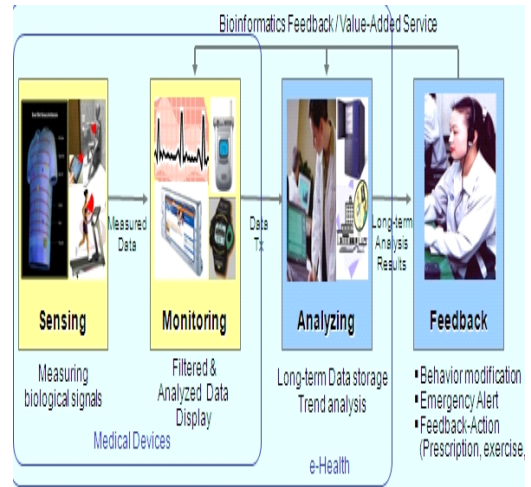 Bioinformatics Feedback / Value-Added Service
Measured
Data
Data
Tx
Long-term
Analysis
Results
Sensing
Monitoring
Analyzing
Feedback
Measuring
biological signals
Filtered &
Analyzed Data
Display
Long-term Data storage
Trend analysis
▪Behavior modification
▪Emergency Alert
▪Feedback-Action
(Prescription, exercise,
Medical Devices
e-Health